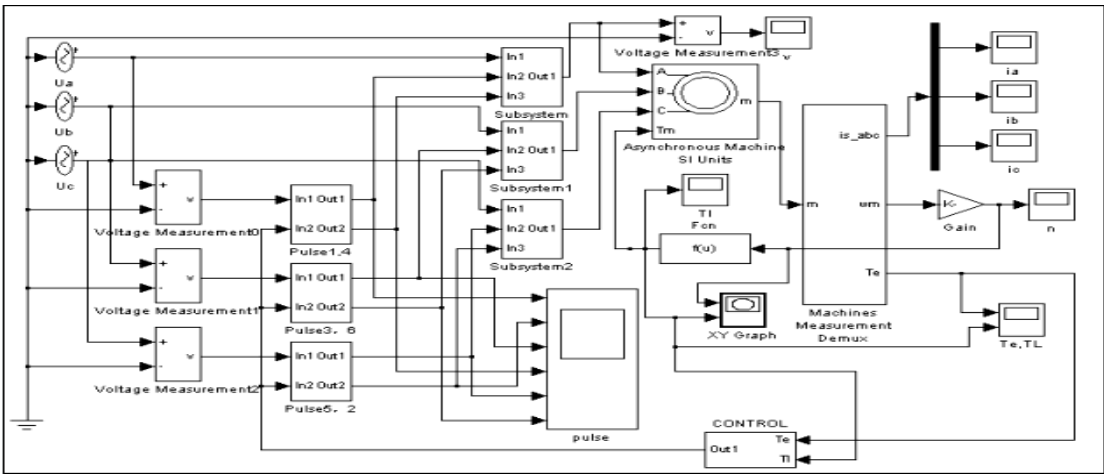 Ua
Ub
Uc
Voltage Measurement0
Voltage Measurement1
Voltage Measurement2
+
-
v
+
-
v
+
-
v
In1 Out1
In2 Out2
Pulse1,4
In1 Out1
In2 Out2
Pulse3, 6
In1 Out1
In2 Out2
Pulse5, 2
In1
In2 Out1
In3
Subsystem
In1
In2 Out1
In3
Subsystem1
In1
In2 Out1
In3
Subsystem2
pulse
+
-
v
Voltage Measurement3
v
A
B
C
Tm
m
Asynchronous Machine
SI Units
Tl
Fcn
f(u)
XY Graph
m
is_abc
wm
Te
Machines
Measurement
Demux
ia
ib
ic
K-
Gain
n
Te,TL
CONTROL
Out1
Te
Tl